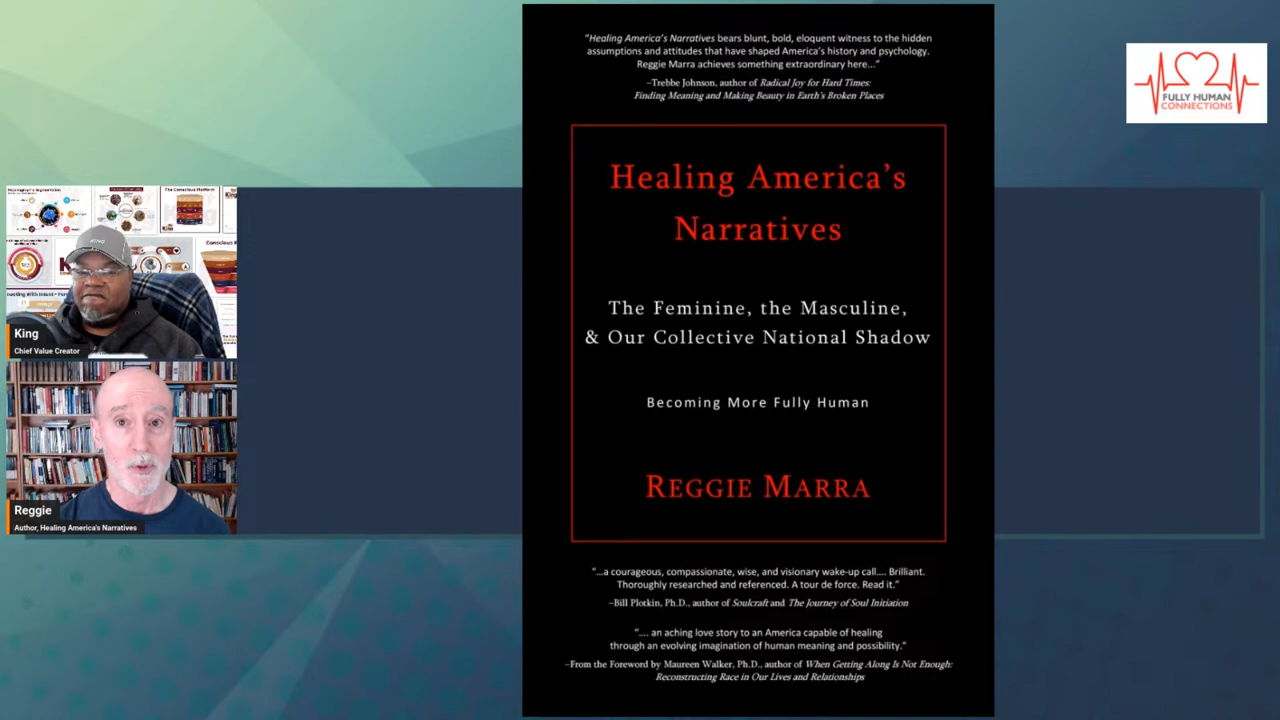 "Healing America's Narratives bears blunt, bold, eloquent witness to the hidden
assumptions and attitudes that have shaped America's history and psychology.
Reggie Marra achieves something extraordinary here..."
–Trebbe Johnson, author of Radical Joy for Hard Times:
Finding Meaning and Making Beauty in Earth's Broken Places
Healing America's
Narratives
The Feminine, the Masculine,
& Our Collective National Shadow
Becoming More Fully Human
REGGIE MARRA
"...a courageous, compassionate, wise, and visionary wake-up call.... Brilliant.
Thoroughly researched and referenced. A tour de force. Read it."
–Bill Plotkin, Ph.D., author of Soulcraft and The Journey of Soul Initiation
".... an aching love story to an America capable of healing
through an evolving imagination of human meaning and possibility."
–From the Foreword by Maureen Walker, Ph.D., author of When Getting Along Is Not Enough:
Reconstructing Race in Our Lives and Relationships
FULLY HUMAN
CONNECTIONS
The Conscious Platform
King
Chief Value Creator
Reggie
Author, Healing America's Narratives